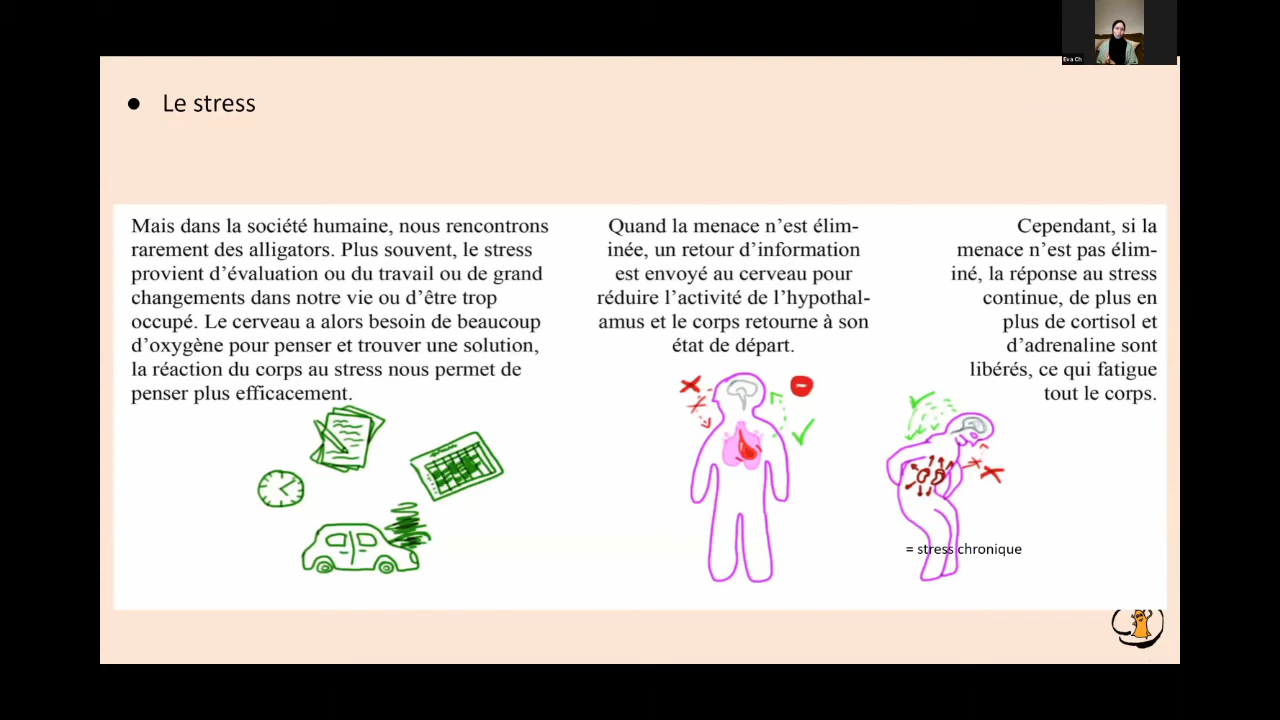 Eva Ch
● Le stress
Mais dans la société humaine, nous rencontrons
rarement des alligators. Plus souvent, le stress
provient d’évaluation ou du travail ou de grand
changements dans notre vie ou d’être trop
occupé. Le cerveau a alors besoin de beaucoup
d’oxygène pour penser et trouver une solution,
la réaction du corps au stress nous permet de
penser plus efficacement.
Quand la menace n’est élim-
inée, un retour d’information
est envoyé au cerveau pour
réduire l’activité de l’hypothal-
amus et le corps retourne à son
état de départ.
Cependant, si la
menace n’est pas élim-
iné, la réponse au stress
continue, de plus en
plus de cortisol et
d’adrenaline sont
libérés, ce qui fatigue
tout le corps.
= stress chronique